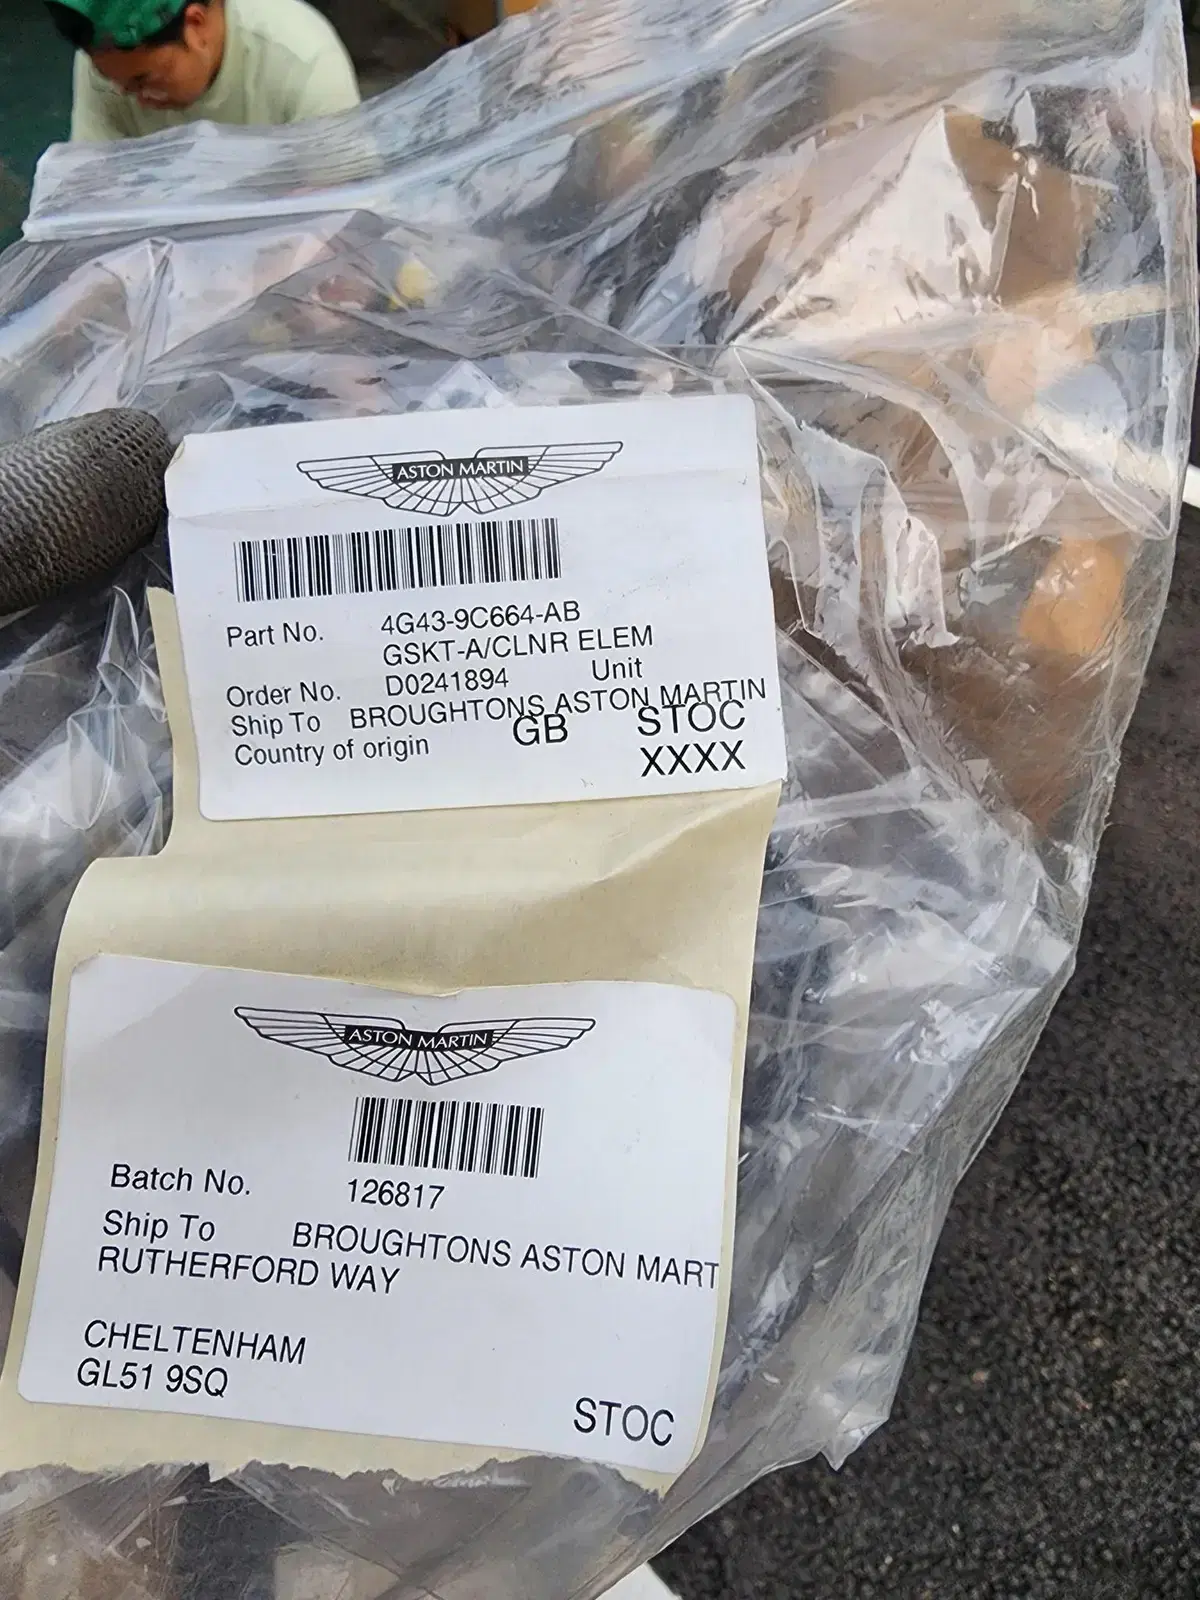 ASTON MARTIN
Part No. 4G43-9C664-AB
GSKT-A/CLNR ELEM
Order No. D0241894 Unit
Ship To BROUGHTONS ASTON MARTIN
Country of origin GB STOC
XXXX
ASTON MARTIN
Batch No. 126817
Ship To BROUGHTONS ASTON MART
RUTHERFORD WAY
CHELTENHAM
GL51 9SQ
STOC